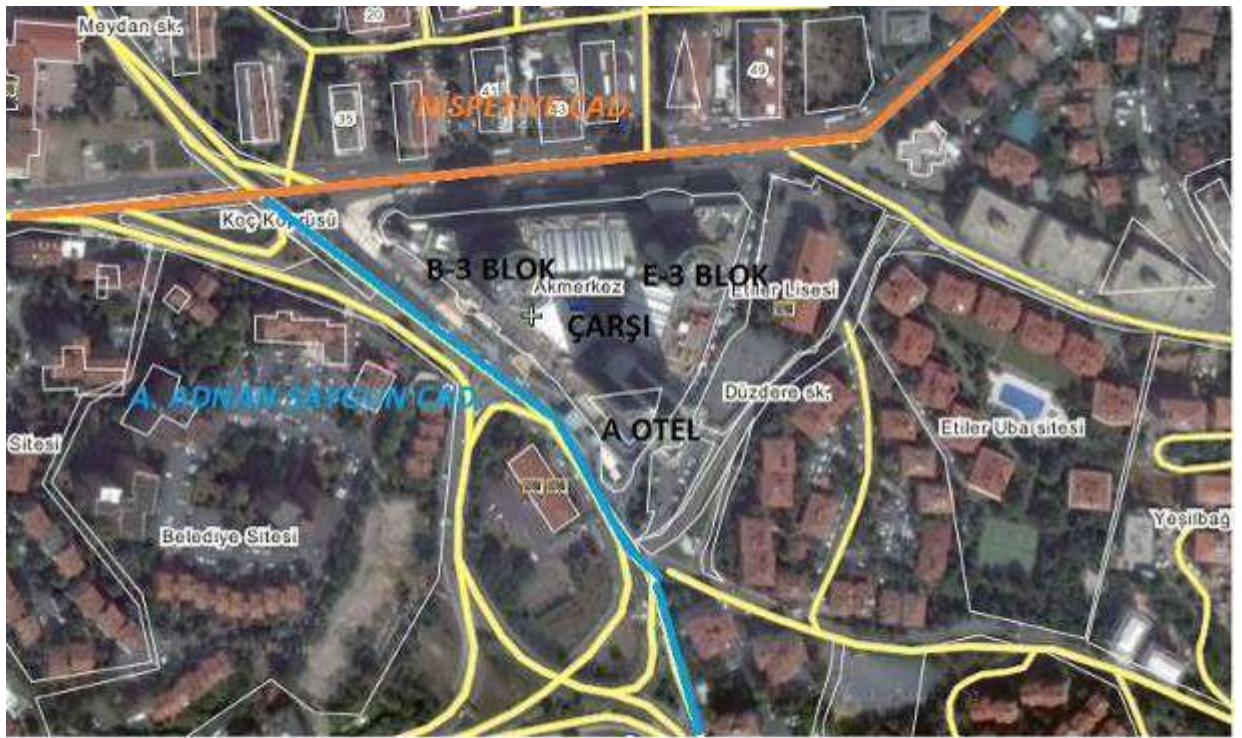 Meydan sk.
20
41
49
35
43
NİSPETİYE CAD.
Koç Köprüsü
B-3 BLOK
E-3 BLOK
Akmerkez
Etiler Lisesi
ÇARŞI
Düzdere sk.
A. ADNAN SAYGUN CAD.
A OTEL
Sitesi
Etiler Uba sitesi
Belediye Sitesi
Yeşilbağ